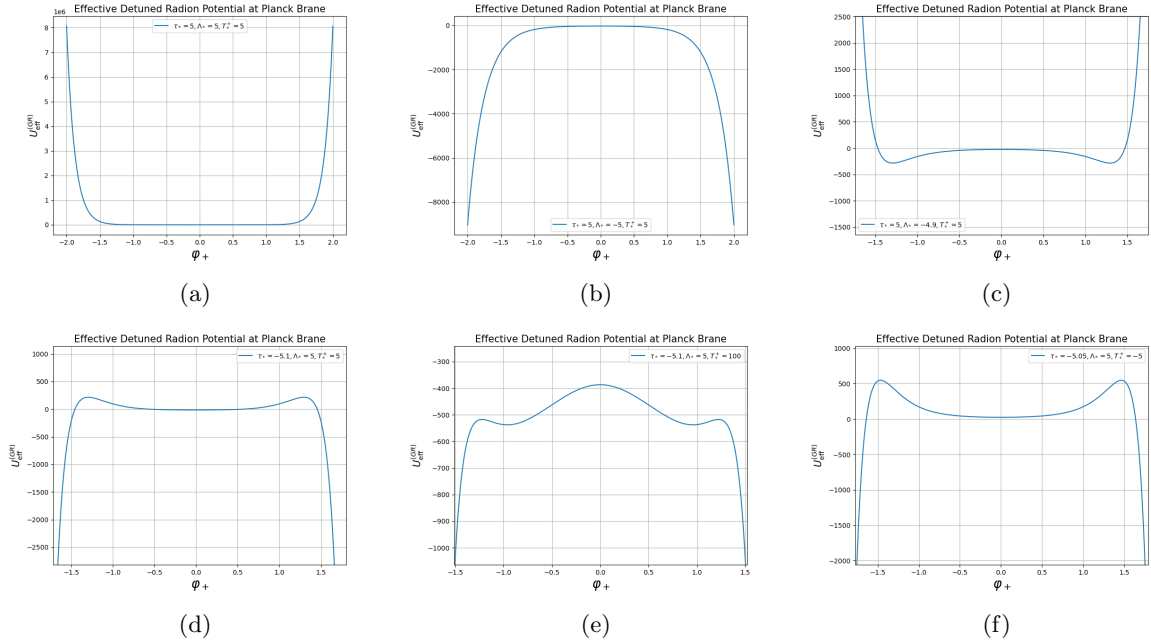 Effective Detuned Radion Potential at Planck Brane
1e6
τ₊ = 5, Λ₊ = 5, T₊⁺ = 5
8
7
6
5
4
3
2
1
0
U_eff^(GR)
−2.0 −1.5 −1.0 −0.5 0.0 0.5 1.0 1.5 2.0
φ₊
(a)
Effective Detuned Radion Potential at Planck Brane
0
−2000
−4000
−6000
−8000
U_eff^(GR)
τ₊ = 5, Λ₊ = −5, T₊⁺ = 5
−2.0 −1.5 −1.0 −0.5 0.0 0.5 1.0 1.5 2.0
φ₊
(b)
Effective Detuned Radion Potential at Planck Brane
2500
2000
1500
1000
500
0
−500
−1000
−1500
U_eff^(GR)
τ₊ = 5, Λ₊ = −4.9, T₊⁺ = 5
−1.5 −1.0 −0.5 0.0 0.5 1.0 1.5
φ₊
(c)
Effective Detuned Radion Potential at Planck Brane
τ₊ = −5.1, Λ₊ = 5, T₊⁺ = 5
1000
500
0
−500
−1000
−1500
−2000
−2500
U_eff^(GR)
−1.5 −1.0 −0.5 0.0 0.5 1.0 1.5
φ₊
(d)
Effective Detuned Radion Potential at Planck Brane
τ₊ = −5.1, Λ₊ = 5, T₊⁺ = 100
−300
−400
−500
−600
−700
−800
−900
−1000
U_eff^(GR)
−1.5 −1.0 −0.5 0.0 0.5 1.0 1.5
φ₊
(e)
Effective Detuned Radion Potential at Planck Brane
τ₊ = −5.05, Λ₊ = 5, T₊⁺ = −5
1000
500
0
−500
−1000
−1500
−2000
U_eff^(GR)
−1.5 −1.0 −0.5 0.0 0.5 1.0 1.5
φ₊
(f)